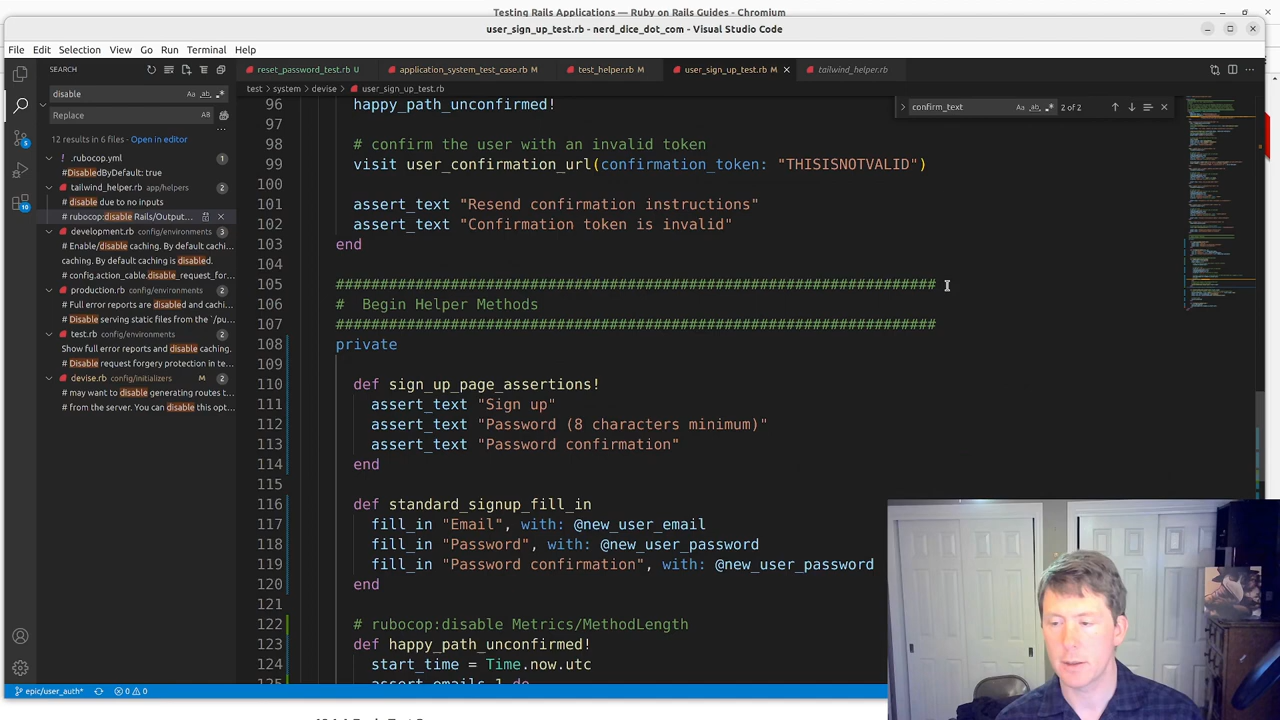 Testing Rails Applications — Ruby on Rails Guides - Chromium
user_sign_up_test.rb - nerd_dice_dot_com - Visual Studio Code
File Edit Selection View Go Run Terminal Help
SEARCH
reset_password_test.rb U
application_system_test_case.rb M
test_helper.rb M
user_sign_up_test.rb M
tailwind_helper.rb
test > system > devise > user_sign_up_test.rb
disable
Replace
12 results in 6 files - Open in editor
.rubocop.yml 1
#DisabledByDefault: true
tailwind_helper.rb app/helpers 2
# disable due to no inputs
# rubocop:disable Rails/Output...
development.rb config/environments 3
# Enable/disable caching. By default cachi...
caching. By default caching is disabled.
# config.action_cable.disable_request_for...
production.rb config/environments 2
# Full error reports are disabled and cachi...
# Disable serving static files from the `/pu...
test.rb config/environments 2
Show full error reports and disable caching.
# Disable request forgery protection in te...
devise.rb config/initializers M 2
# may want to disable generating routes t...
# from the server. You can disable this opt...
confirm_text
2 of 2
96 happy_path_unconfirmed!
97
98 # confirm the user with an invalid token
99 visit user_confirmation_url(confirmation_token: "THISISNOTVALID")
100
101 assert_text "Resend confirmation instructions"
102 assert_text "Confirmation token is invalid"
103 end
104
105 ####################################################################
106 # Begin Helper Methods
107 ####################################################################
108 private
109
110 def sign_up_page_assertions!
111 assert_text "Sign up"
112 assert_text "Password (8 characters minimum)"
113 assert_text "Password confirmation"
114 end
115
116 def standard_signup_fill_in
117 fill_in "Email", with: @new_user_email
118 fill_in "Password", with: @new_user_password
119 fill_in "Password confirmation", with: @new_user_password
120 end
121
122 # rubocop:disable Metrics/MethodLength
123 def happy_path_unconfirmed!
124 start_time = Time.now.utc
assert_emails 1 do
epic/user_auth* 0 0